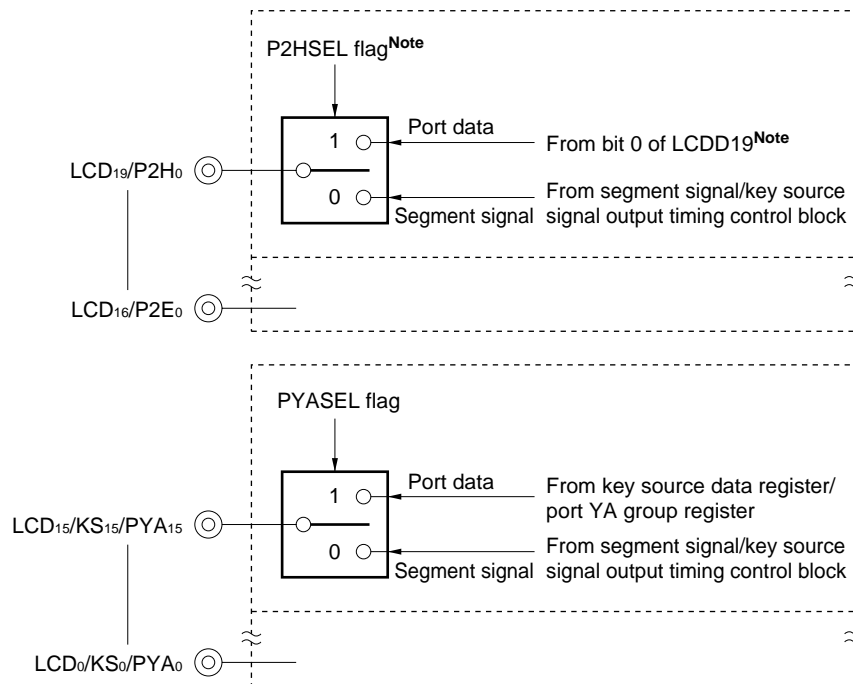 P2HSEL flagNote
1
Port data
From bit 0 of LCDD19Note
LCD19/P2H0
0
Segment signal
From segment signal/key source
signal output timing control block
LCD16/P2E0
PYASEL flag
1
Port data
From key source data register/
port YA group register
LCD15/KS15/PYA15
0
Segment signal
From segment signal/key source
signal output timing control block
LCD0/KS0/PYA0